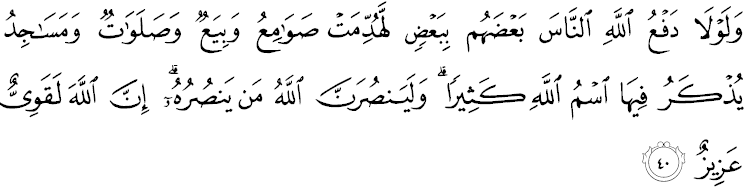 وَلَوْلَا دَفْعُ ٱللَّهِ ٱلنَّاسَ بَعْضَهُم بِبَعْضٍ لَّهُدِّمَتْ صَوَٰمِعُ وَبِيَعٌ وَصَلَوَٰتٌ وَمَسَٰجِدُ
يُذْكَرُ فِيهَا ٱسْمُ ٱللَّهِ كَثِيرًا ۗ وَلَيَنصُرَنَّ ٱللَّهُ مَن يَنصُرُهُۥٓ ۗ إِنَّ ٱللَّهَ لَقَوِىٌّ
عَزِيزٌ ٤٠